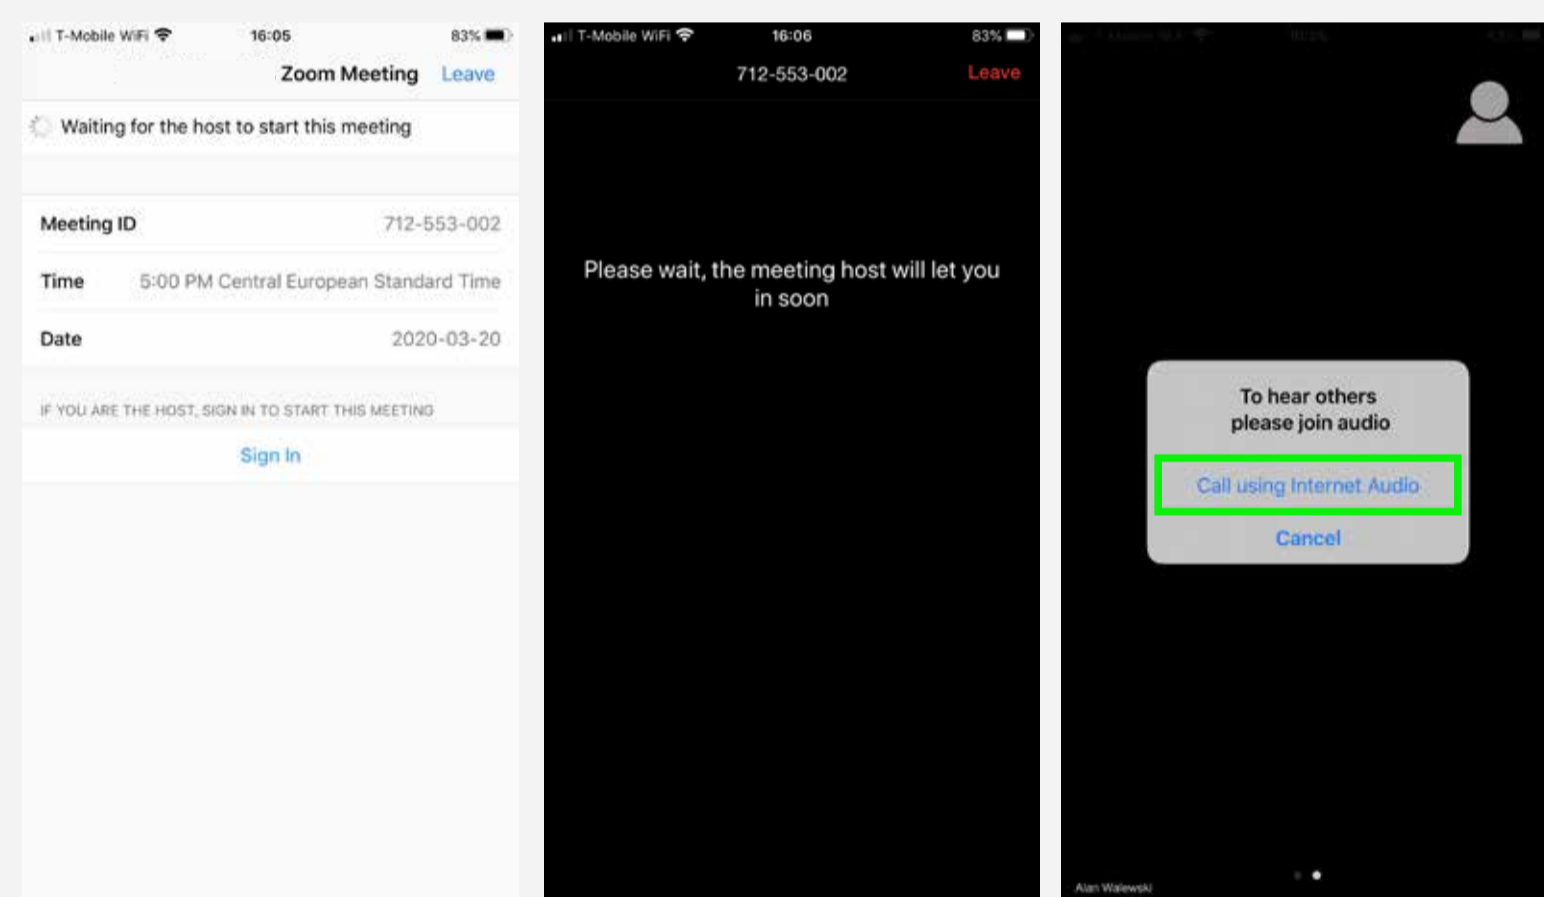 T-Mobile WiFi 16:05 83%
Zoom Meeting Leave
Waiting for the host to start this meeting
Meeting ID 712-553-002
Time 5:00 PM Central European Standard Time
Date 2020-03-20
IF YOU ARE THE HOST, SIGN IN TO START THIS MEETING
Sign In
T-Mobile WiFi 16:06 83%
712-553-002 Leave
Please wait, the meeting host will let you
in soon
To hear others
please join audio
Call using Internet Audio
Cancel
Alan Walewski